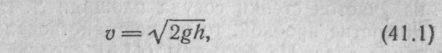 v = √2gh, (41.1)